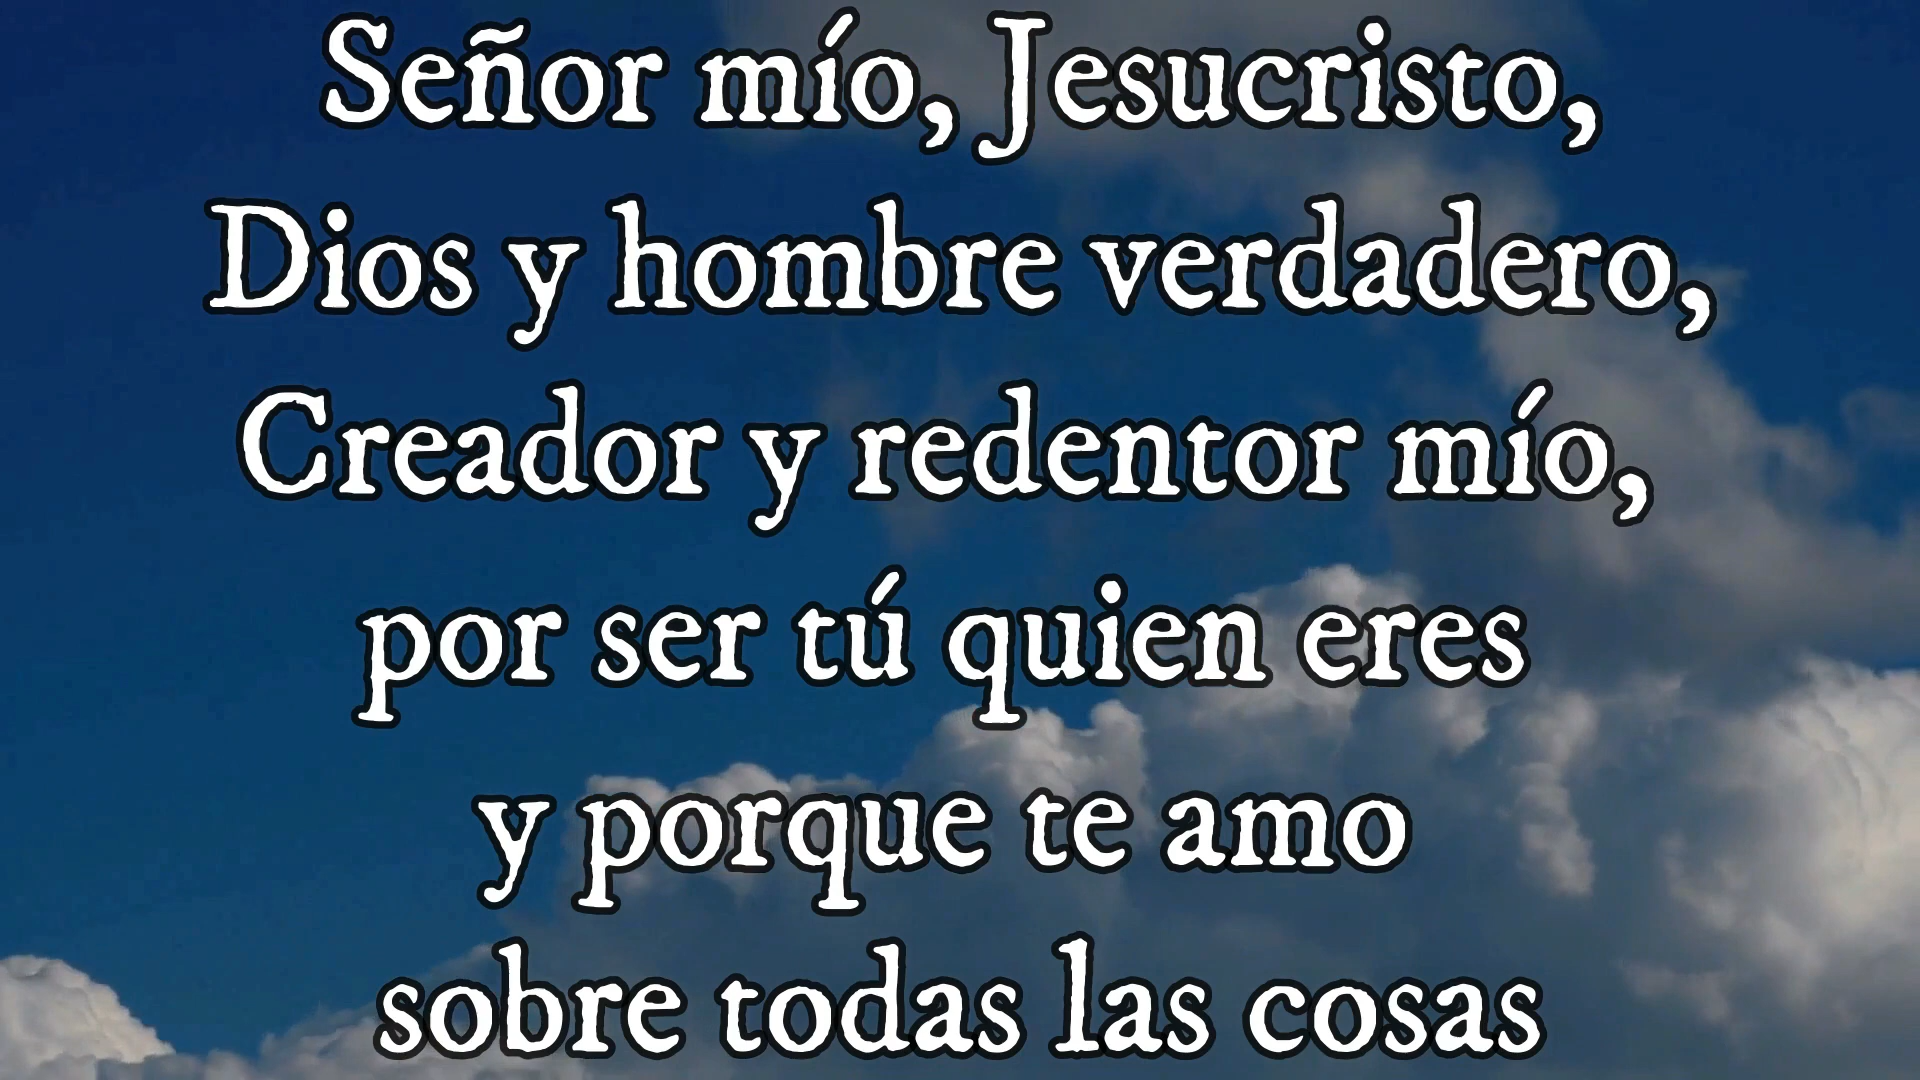 Señor mío, Jesucristo,
Dios y hombre verdadero,
Creador y redentor mío,
por ser tú quien eres
y porque te amo
sobre todas las cosas